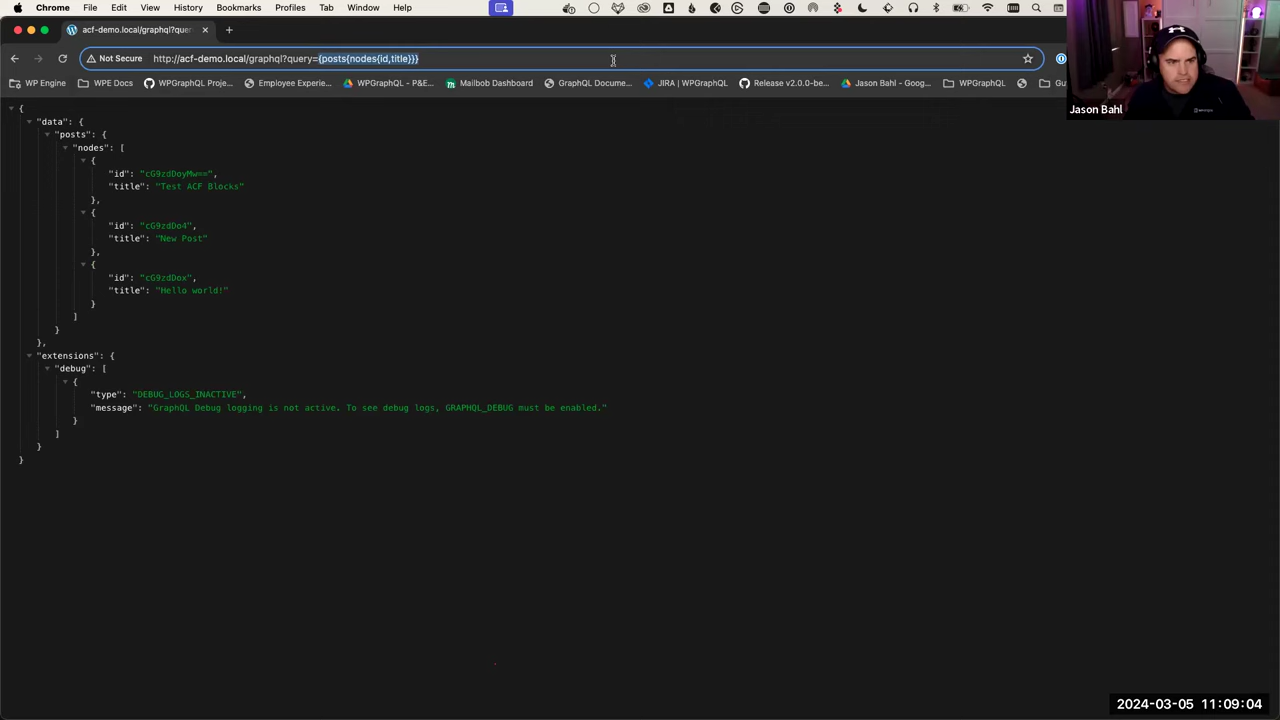 Chrome File Edit View History Bookmarks Profiles Tab Window Help
acf-demo.local/graphql?que
Not Secure http://acf-demo.local/graphql?query={posts{nodes{id,title}}}
WP Engine WPE Docs WPGraphQL Proje... Employee Experie... WPGraphQL - P&E... Mailbob Dashboard GraphQL Docume... JIRA | WPGraphQL Release v2.0.0-be... Jason Bahl - Goog... WPGraphQL Gu
Jason Bahl
{
"data": {
"posts": {
"nodes": [
{
"id": "cG9zdDoyMw==",
"title": "Test ACF Blocks"
},
{
"id": "cG9zdDo4",
"title": "New Post"
},
{
"id": "cG9zdDox",
"title": "Hello world!"
}
]
}
},
"extensions": {
"debug": [
{
"type": "DEBUG_LOGS_INACTIVE",
"message": "GraphQL Debug logging is not active. To see debug logs, GRAPHQL_DEBUG must be enabled."
}
]
}
}
2024-03-05 11:09:04